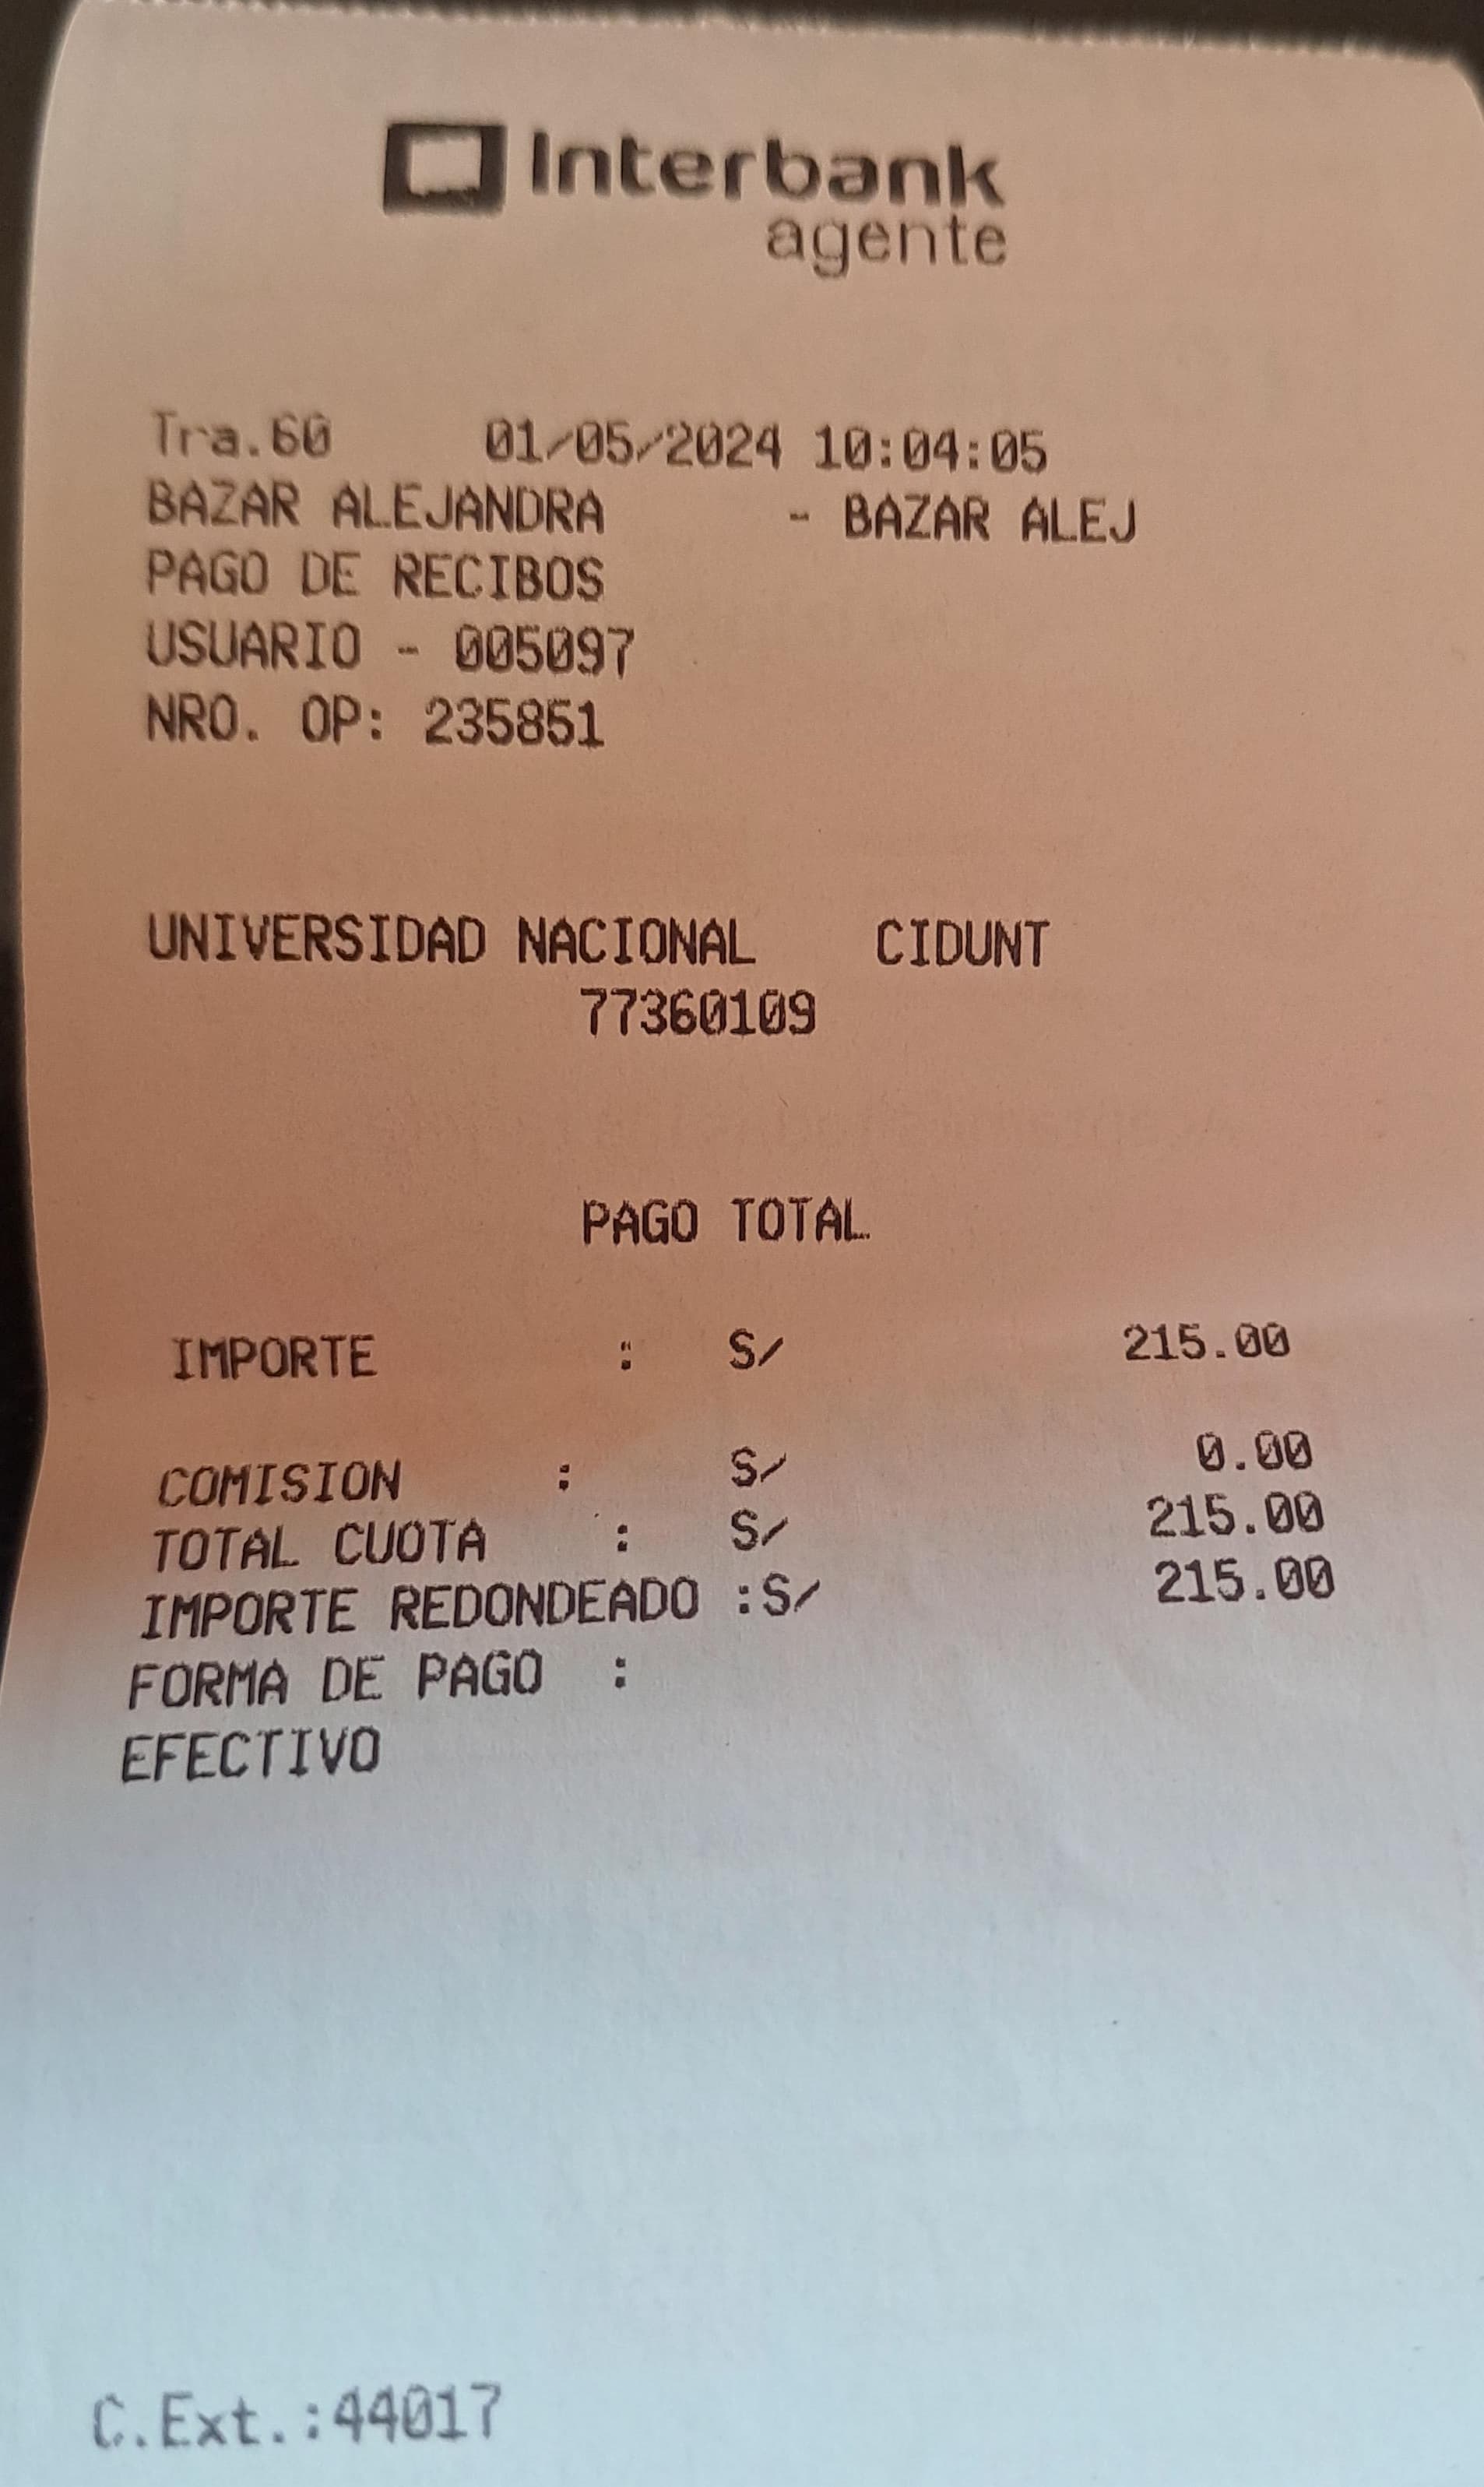 Interbank
agente
Tra.60 01/05/2024 10:04:05
BAZAR ALEJANDRA - BAZAR ALEJ
PAGO DE RECIBOS
USUARIO - 005097
NRO. OP: 235851
UNIVERSIDAD NACIONAL CIDUNT
77360109
PAGO TOTAL
IMPORTE : S/ 215.00
COMISION : S/ 0.00
TOTAL CUOTA : S/ 215.00
IMPORTE REDONDEADO :S/ 215.00
FORMA DE PAGO :
EFECTIVO
C.Ext.:44017